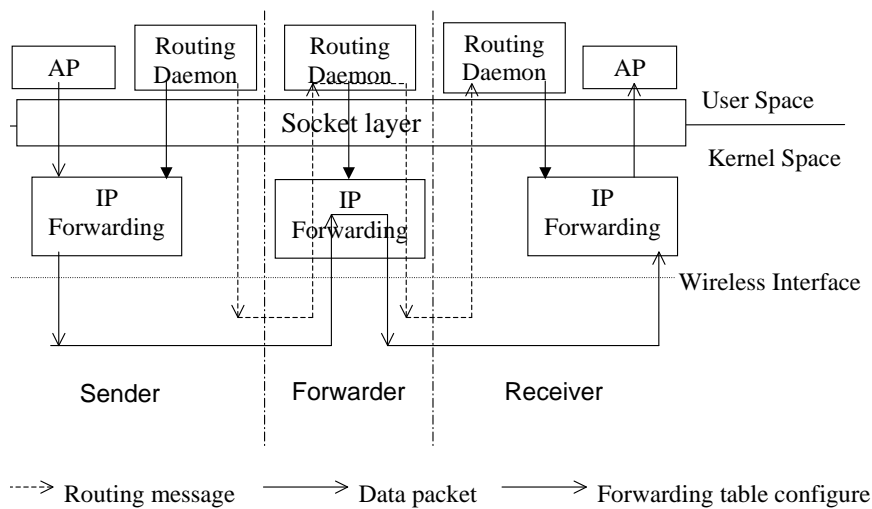 Routing
Daemon
Routing
Daemon
Routing
Daemon
AP
AP
User Space
Socket layer
Kernel Space
IP
Forwarding
IP
Forwarding
IP
Forwarding
Wireless Interface
Sender
Forwarder
Receiver
Routing message
Data packet
Forwarding table configure